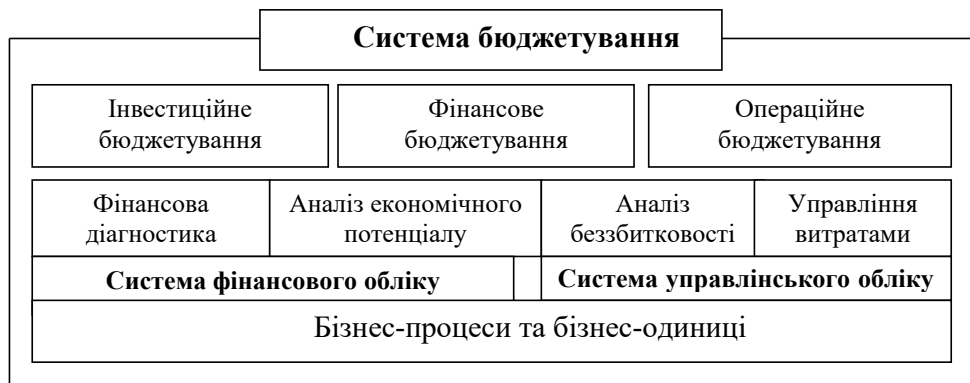 Система бюджетування
Інвестиційне
бюджетування
Фінансове
бюджетування
Операційне
бюджетування
Фінансова
діагностика
Аналіз економічного
потенціалу
Аналіз
беззбитковості
Управління
витратами
Система фінансового обліку
Система управлінського обліку
Бізнес-процеси та бізнес-одиниці